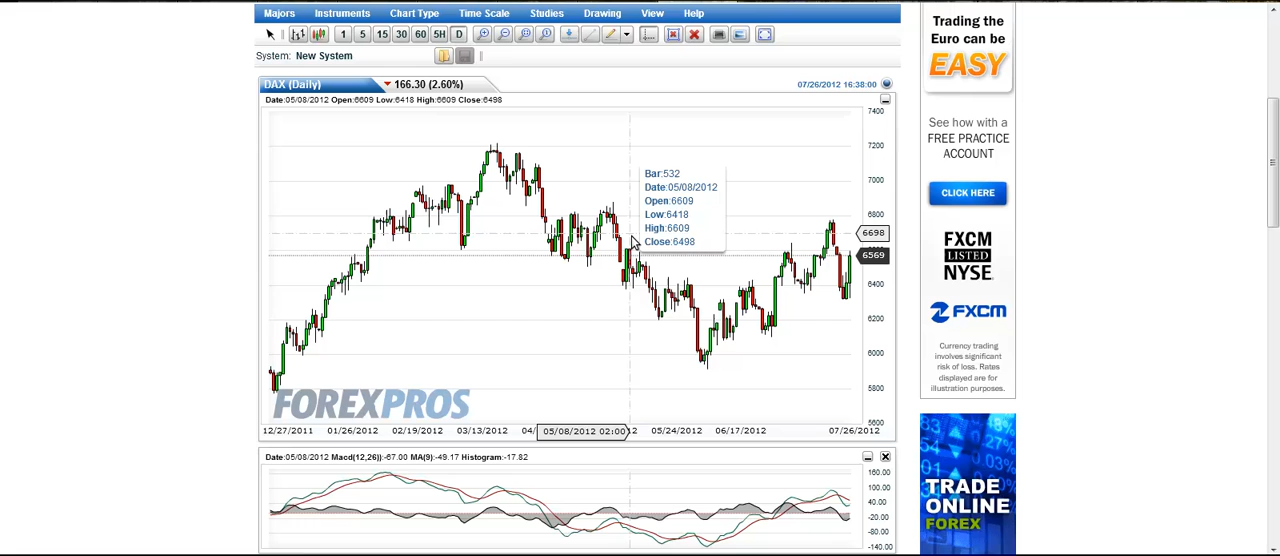 Majors Instruments Chart Type Time Scale Studies Drawing View Help
1 5 15 30 60 5H D
System: New System
DAX (Daily) 166.30 (2.60%) 07/26/2012 16:38:00
Date:05/08/2012 Open:6609 Low:6418 High:6609 Close:6498
7400
7200
7000
6800
6698
6569
6400
6200
6000
5800
5600
Bar:532
Date:05/08/2012
Open:6609
Low:6418
High:6609
Close:6498
FOREXPROS
12/27/2011 01/26/2012 02/19/2012 03/13/2012 04/ 05/08/2012 02:00 12 05/24/2012 06/17/2012 07/26/2012
Date:05/08/2012 Macd(12,26)):-67.00 MA(9):-49.17 Histogram:-17.82
160.00
100.00
40.00
-20.00
-80.00
-140.00
Trading the
Euro can be
EASY
See how with a
FREE PRACTICE
ACCOUNT
CLICK HERE
FXCM
LISTED
NYSE
FXCM
Currency trading
involves significant
risk of loss. Rates
displayed are for
illustration purposes.
TRADE
ONLINE
FOREX